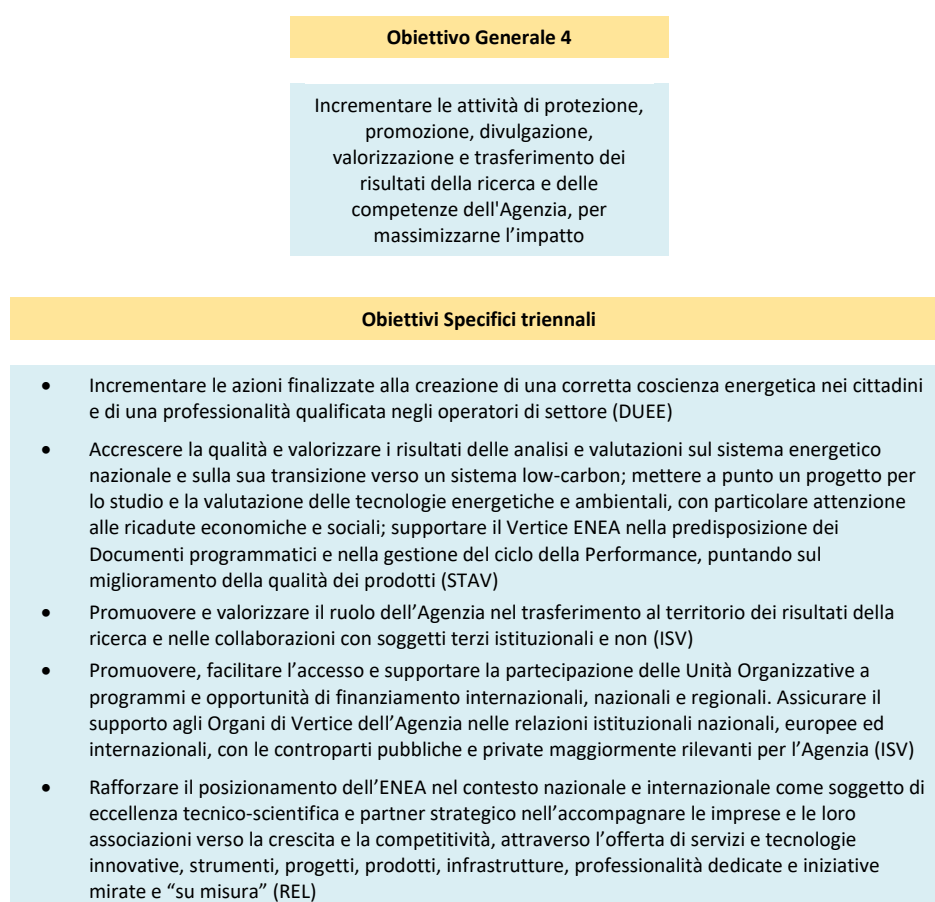 Obiettivo Generale 4
Incrementare le attività di protezione,
promozione, divulgazione,
valorizzazione e trasferimento dei
risultati della ricerca e delle
competenze dell'Agenzia, per
massimizzarne l’impatto
Obiettivi Specifici triennali
• Incrementare le azioni finalizzate alla creazione di una corretta coscienza energetica nei cittadini
e di una professionalità qualificata negli operatori di settore (DUEE)
• Accrescere la qualità e valorizzare i risultati delle analisi e valutazioni sul sistema energetico
nazionale e sulla sua transizione verso un sistema low-carbon; mettere a punto un progetto per
lo studio e la valutazione delle tecnologie energetiche e ambientali, con particolare attenzione
alle ricadute economiche e sociali; supportare il Vertice ENEA nella predisposizione dei
Documenti programmatici e nella gestione del ciclo della Performance, puntando sul
miglioramento della qualità dei prodotti (STAV)
• Promuovere e valorizzare il ruolo dell’Agenzia nel trasferimento al territorio dei risultati della
ricerca e nelle collaborazioni con soggetti terzi istituzionali e non (ISV)
• Promuovere, facilitare l’accesso e supportare la partecipazione delle Unità Organizzative a
programmi e opportunità di finanziamento internazionali, nazionali e regionali. Assicurare il
supporto agli Organi di Vertice dell’Agenzia nelle relazioni istituzionali nazionali, europee ed
internazionali, con le controparti pubbliche e private maggiormente rilevanti per l’Agenzia (ISV)
• Rafforzare il posizionamento dell’ENEA nel contesto nazionale e internazionale come soggetto di
eccellenza tecnico-scientifica e partner strategico nell’accompagnare le imprese e le loro
associazioni verso la crescita e la competitività, attraverso l’offerta di servizi e tecnologie
innovative, strumenti, progetti, prodotti, infrastrutture, professionalità dedicate e iniziative
mirate e “su misura” (REL)